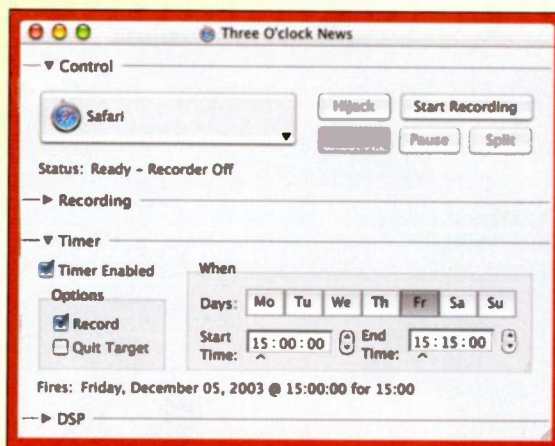 Three O'clock News
Control
Safari
Hijack Start Recording
Pause Split
Status: Ready – Recorder Off
Recording
Timer
Timer Enabled
When
Options
Days: Mo Tu We Th Fr Sa Su
Record
Quit Target
Start Time: 15:00:00 End Time: 15:15:00
Fires: Friday, December 05, 2003 @ 15:00:00 for 15:00
DSP